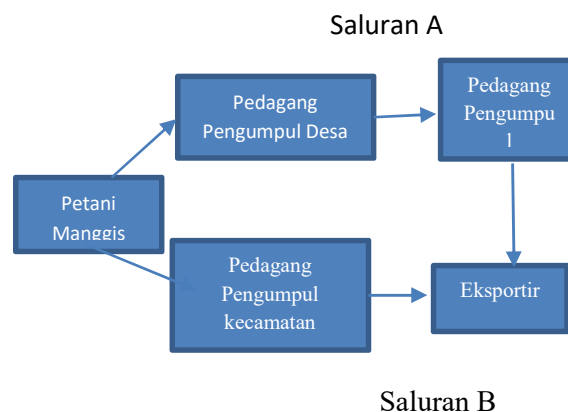 Saluran A
Pedagang
Pengumpul Desa
Pedagang
Pengumpu
l
Petani
Manggis
Pedagang
Pengumpul
kecamatan
Eksportir
Saluran B